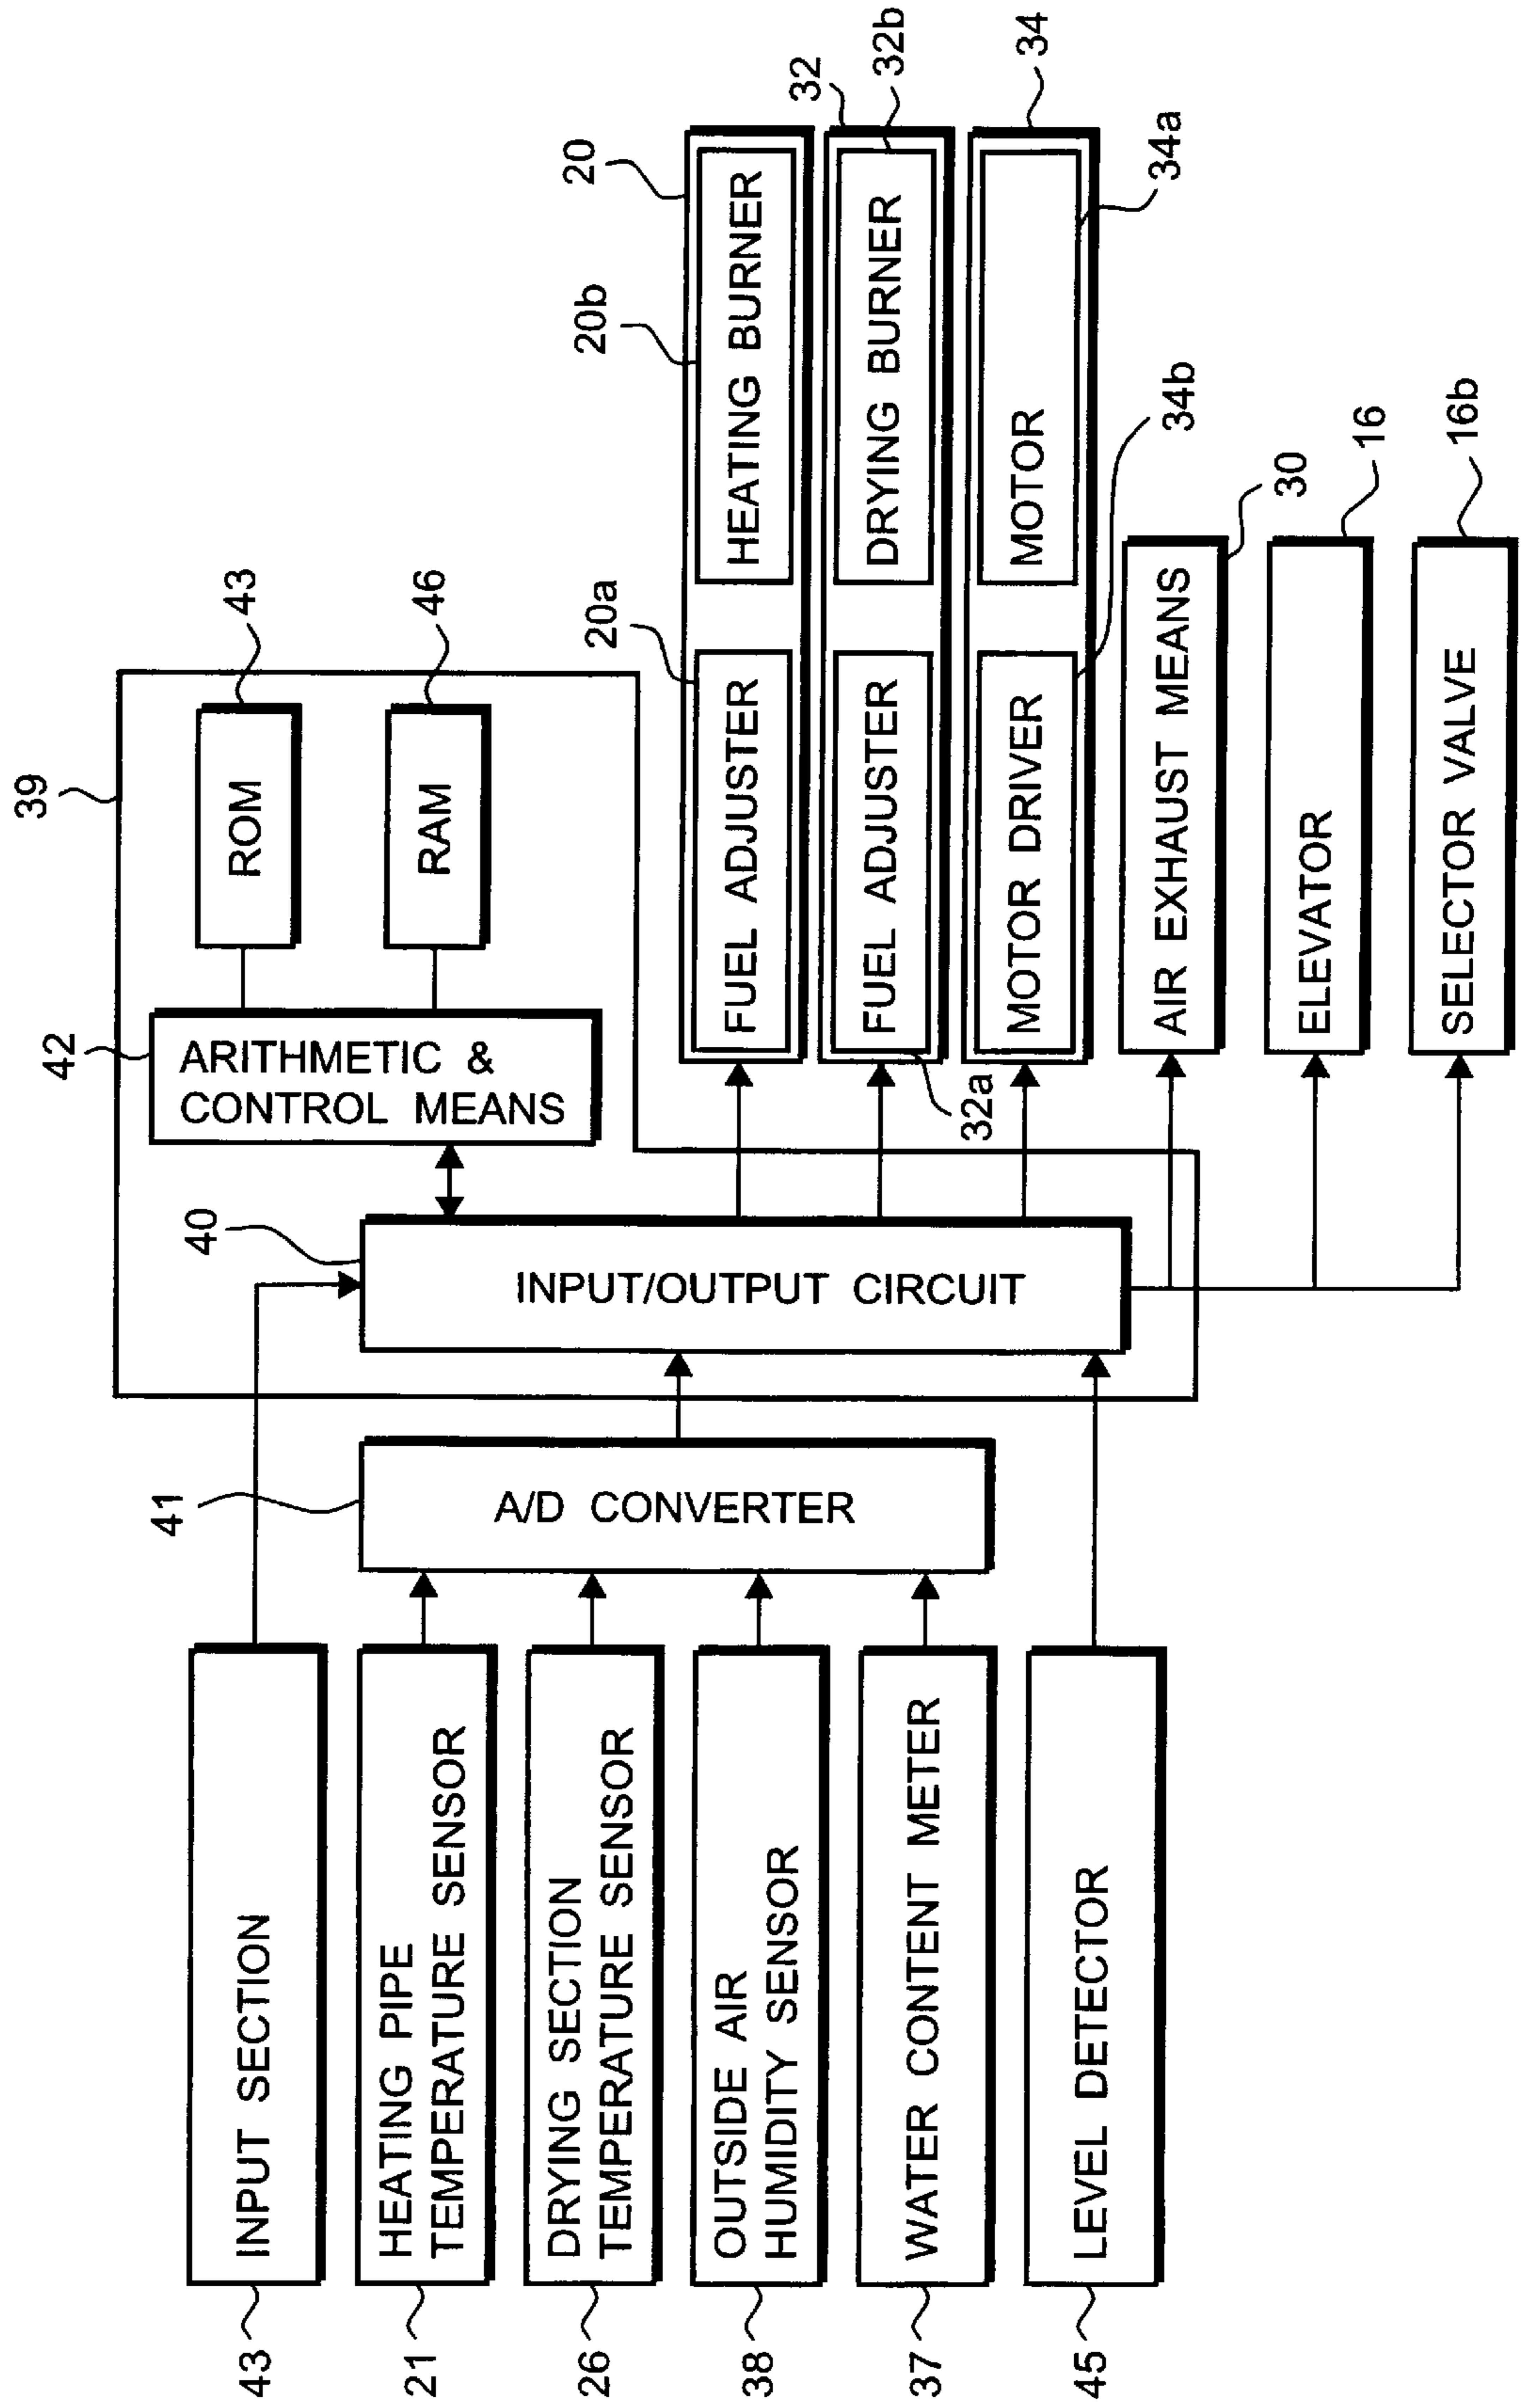 39
42
ARITHMETIC &
CONTROL MEANS
ROM
43
RAM
46
40
INPUT/OUTPUT CIRCUIT
41
A/D CONVERTER
43
INPUT SECTION
21
HEATING PIPE
TEMPERATURE SENSOR
26
DRYING SECTION
TEMPERATURE SENSOR
38
OUTSIDE AIR
HUMIDITY SENSOR
37
WATER CONTENT METER
45
LEVEL DETECTOR
20a
20b
20
FUEL ADJUSTER
HEATING BURNER
32
32b
FUEL ADJUSTER
DRYING BURNER
32a
34
MOTOR DRIVER
MOTOR
34b
34a
AIR EXHAUST MEANS
30
ELEVATOR
16
SELECTOR VALVE
16b